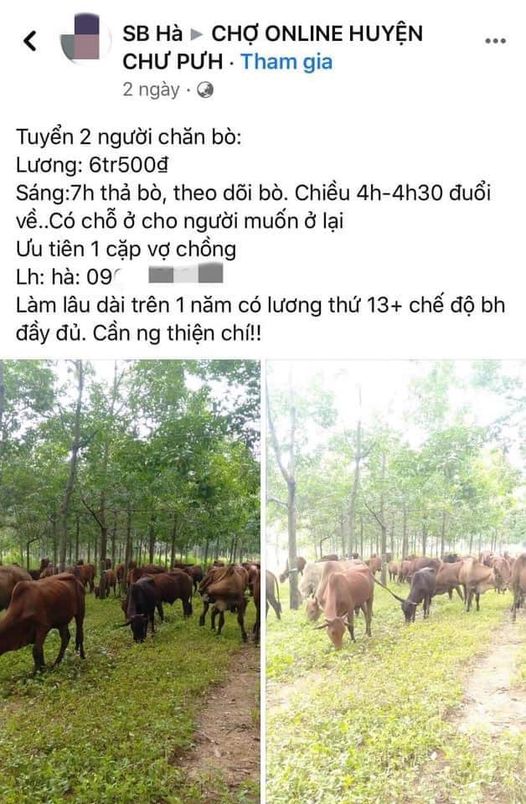 SB Hà ▸ CHỢ ONLINE HUYỆN
CHƯ PƯH · Tham gia
2 ngày ·
Tuyển 2 người chăn bò:
Lương: 6tr500₫
Sáng:7h thả bò, theo dõi bò. Chiều 4h-4h30 đuổi
về..Có chỗ ở cho người muốn ở lại
Ưu tiên 1 cặp vợ chồng
Lh: hà: 09
Làm lâu dài trên 1 năm có lương thứ 13+ chế độ bh
đầy đủ. Cần ng thiện chí!!